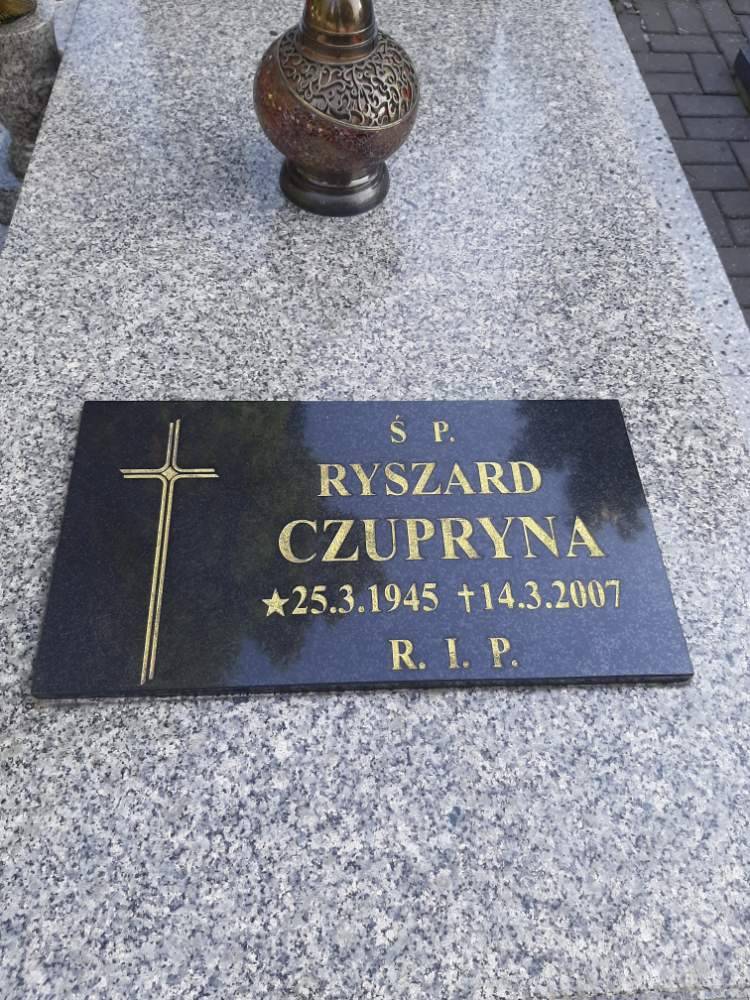 Ś P.
RYSZARD
CZUPRYNA
★25.3.1945 †14.3.2007
R. I. P.